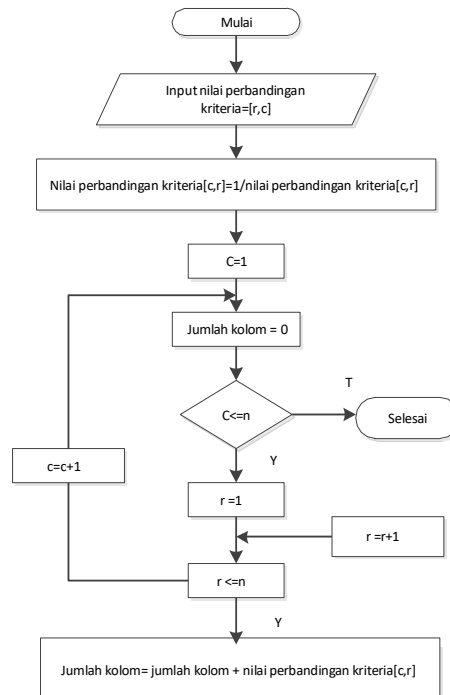 Mulai
Input nilai perbandingan
kriteria=[r,c]
Nilai perbandingan kriteria[c,r]=1/nilai perbandingan kriteria[c,r]
C=1
Jumlah kolom = 0
T
C<=n
Selesai
Y
c=c+1
r =1
r =r+1
r <=n
Y
Jumlah kolom= jumlah kolom + nilai perbandingan kriteria[c,r]